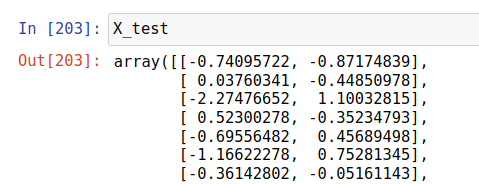 In [203]: X_test
Out[203]: array([[-0.74095722, -0.87174839],
[ 0.03760341, -0.44850978],
[-2.27476652,  1.10032815],
[ 0.52300278, -0.35234793],
[-0.69556482,  0.45689498],
[-1.16622278,  0.75281345],
[-0.36142802, -0.05161143],